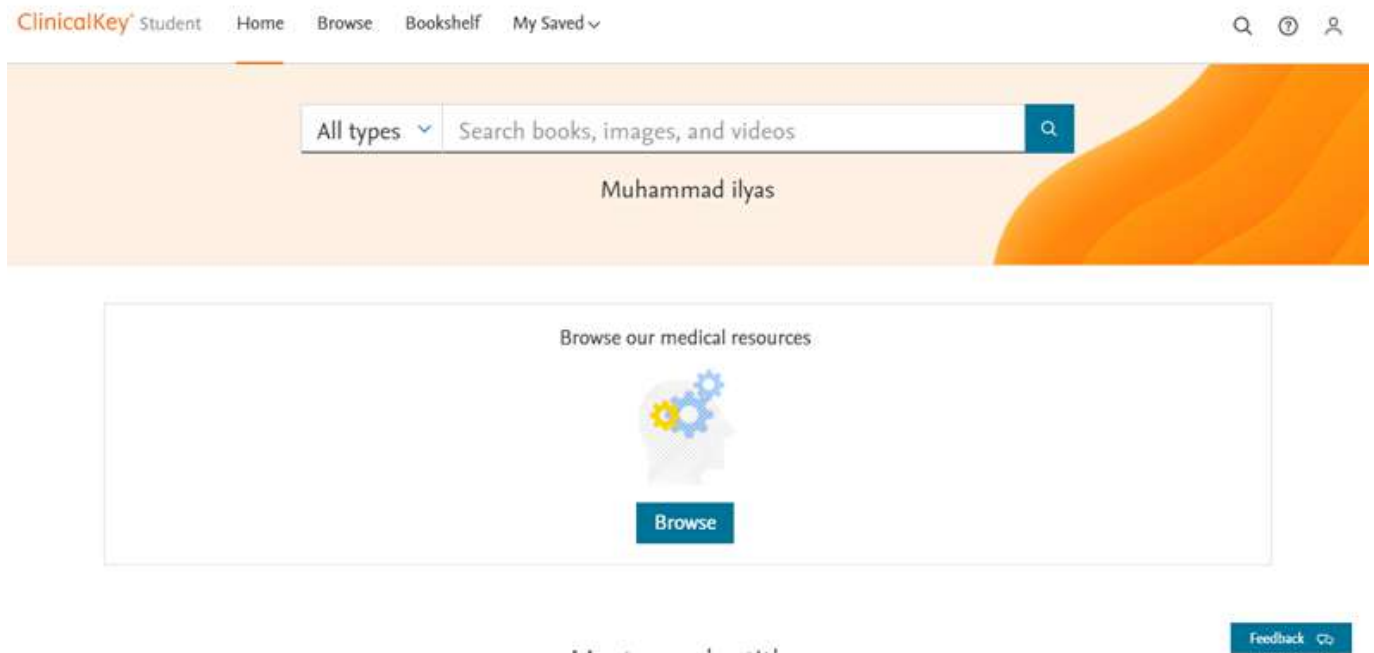 ClinicalKey® Student Home Browse Bookshelf My Saved
All types Search books, images, and videos
Muhammad ilyas
Browse our medical resources
Browse
Feedback